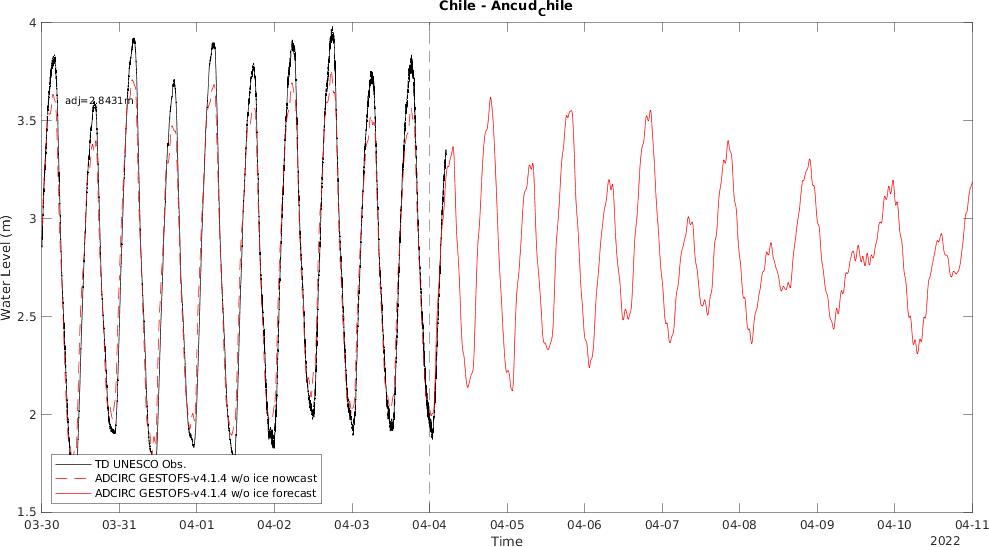 Chile - Ancud_Chile
4
3.5
3
2.5
2
1.5
Water Level (m)
adj=2.8431m
TD UNESCO Obs.
ADCIRC GESTOFS-v4.1.4 w/o ice nowcast
ADCIRC GESTOFS-v4.1.4 w/o ice forecast
03-30 03-31 04-01 04-02 04-03 04-04 04-05 04-06 04-07 04-08 04-09 04-10 04-11
Time
2022